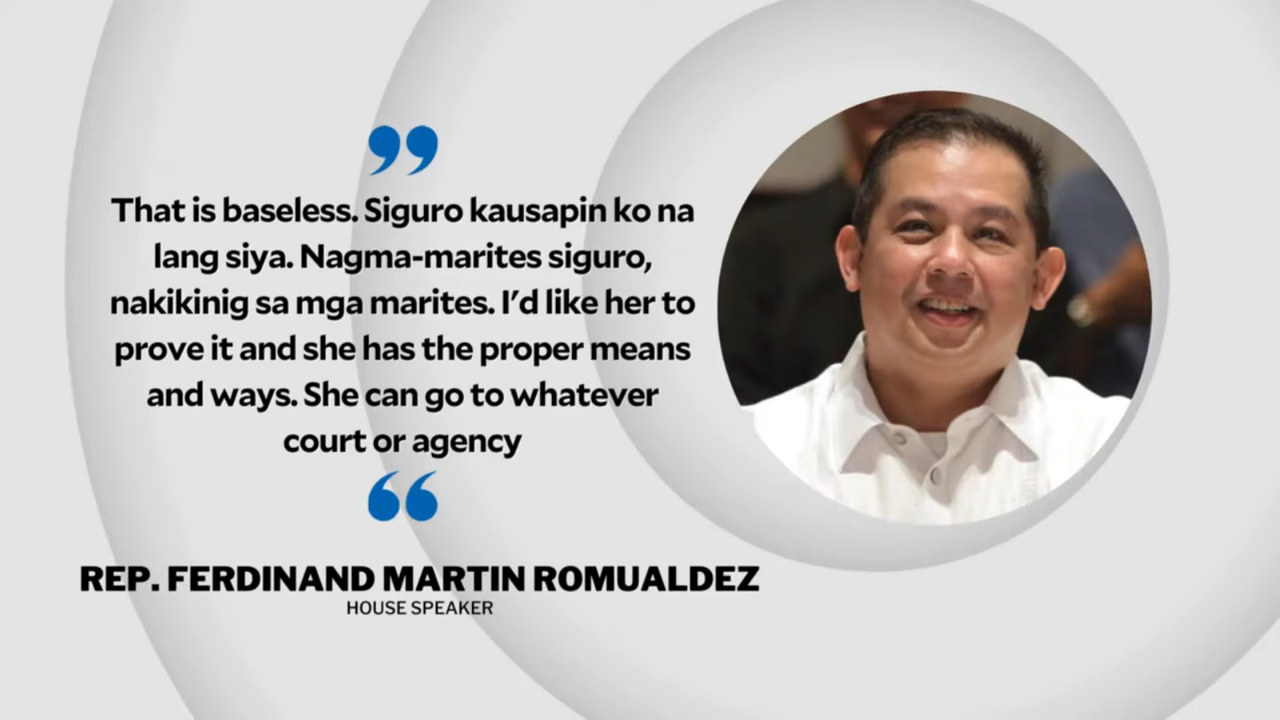 ”
That is baseless. Siguro kausapin ko na
lang siya. Nagma-marites siguro,
nakikinig sa mga marites. I’d like her to
prove it and she has the proper means
and ways. She can go to whatever
court or agency
“
REP. FERDINAND MARTIN ROMUALDEZ
HOUSE SPEAKER